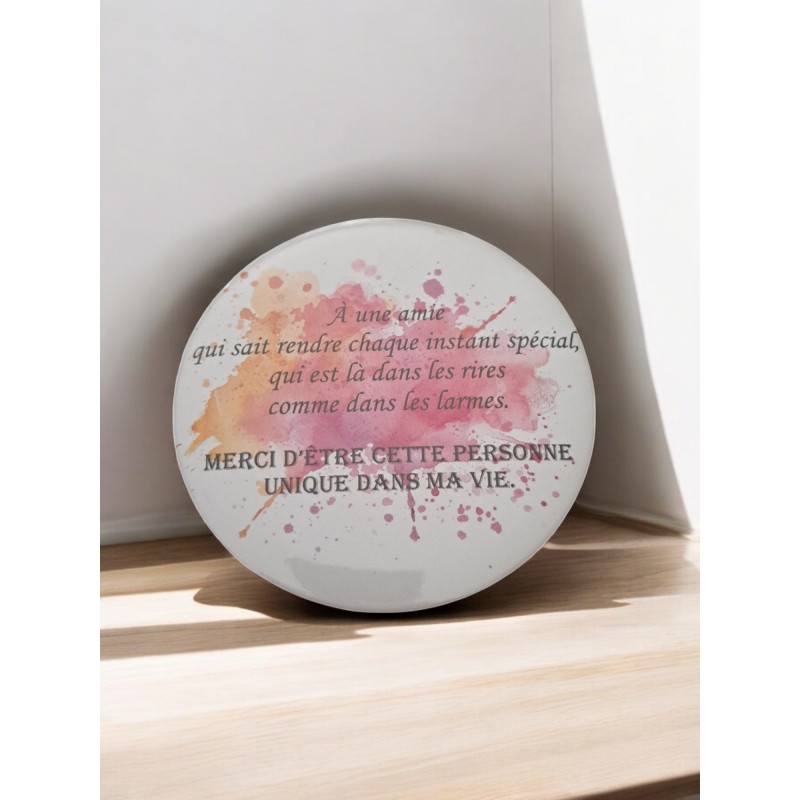 À une amie
qui sait rendre chaque instant spécial,
qui est là dans les rires
comme dans les larmes.
MERCI D'ÊTRE CETTE PERSONNE
UNIQUE DANS MA VIE.